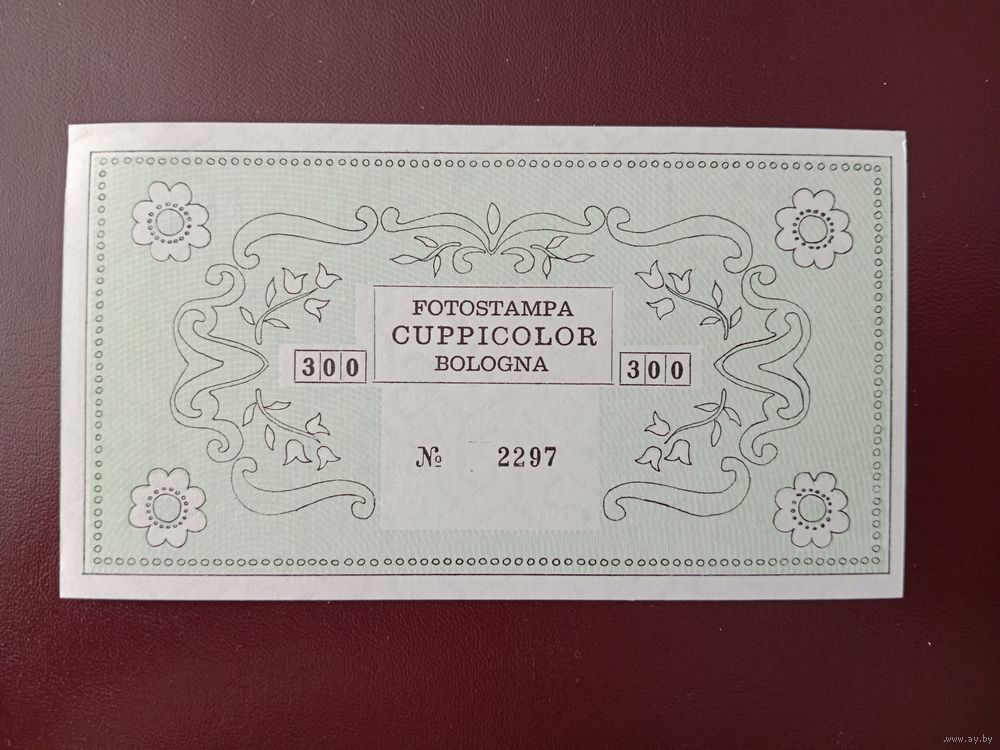 FOTOSTAMPA
CUPPICOLOR
BOLOGNA
300 300
№ 2297
www.ay.by